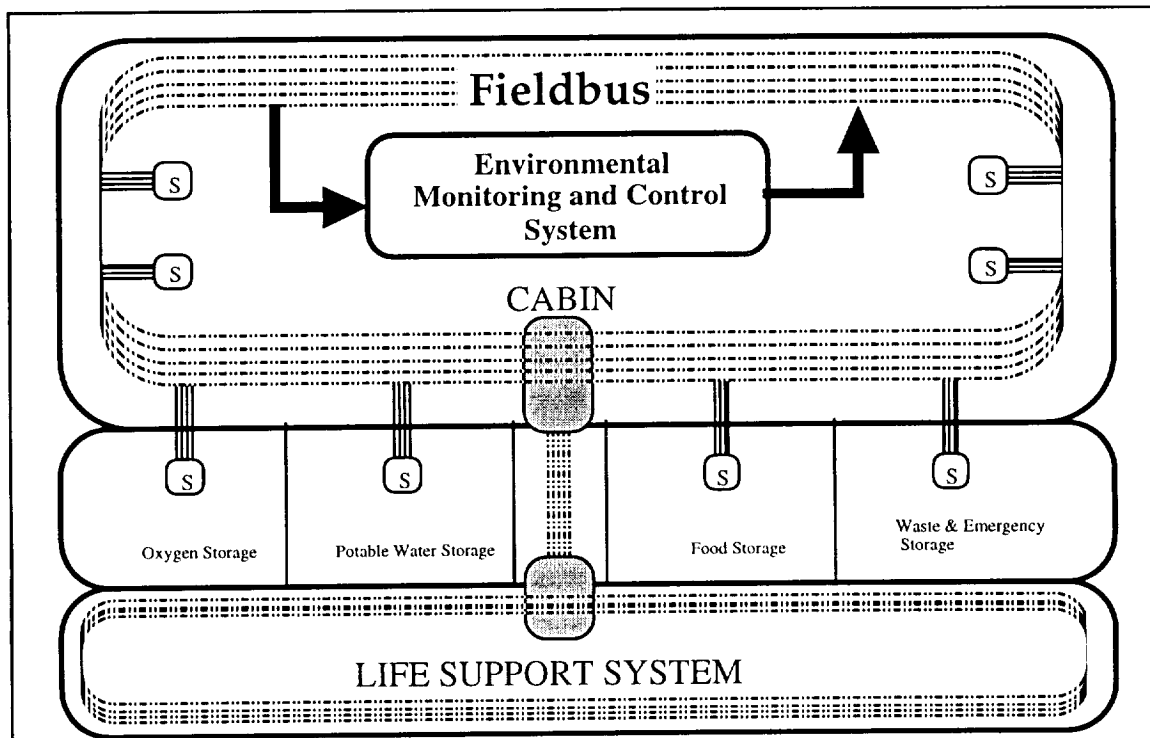 Fieldbus
Environmental
Monitoring and Control
System
S
S
S
S
CABIN
S
S
S
S
Oxygen Storage
Potable Water Storage
Food Storage
Waste & Emergency
Storage
LIFE SUPPORT SYSTEM